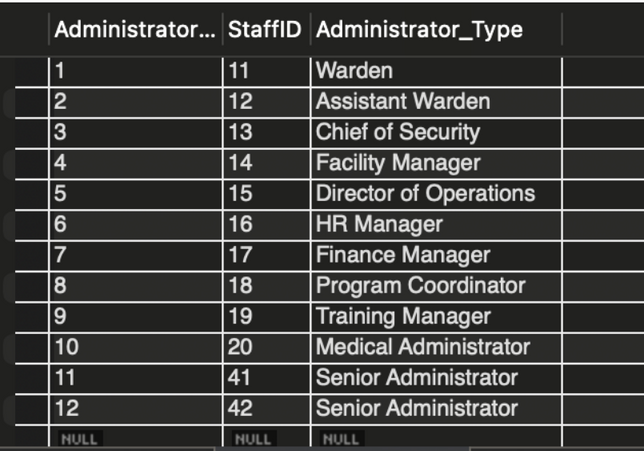 Administrator... StaffID Administrator_Type
1 11 Warden
2 12 Assistant Warden
3 13 Chief of Security
4 14 Facility Manager
5 15 Director of Operations
6 16 HR Manager
7 17 Finance Manager
8 18 Program Coordinator
9 19 Training Manager
10 20 Medical Administrator
11 41 Senior Administrator
12 42 Senior Administrator
NULL NULL NULL